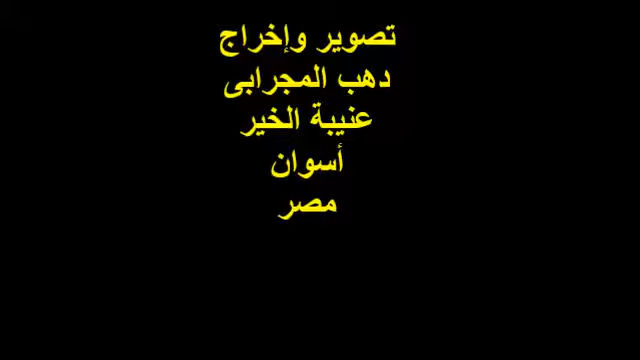 تصوير وإخراج
دهب المجرابى
عنيبة الخير
أسوان
مصر